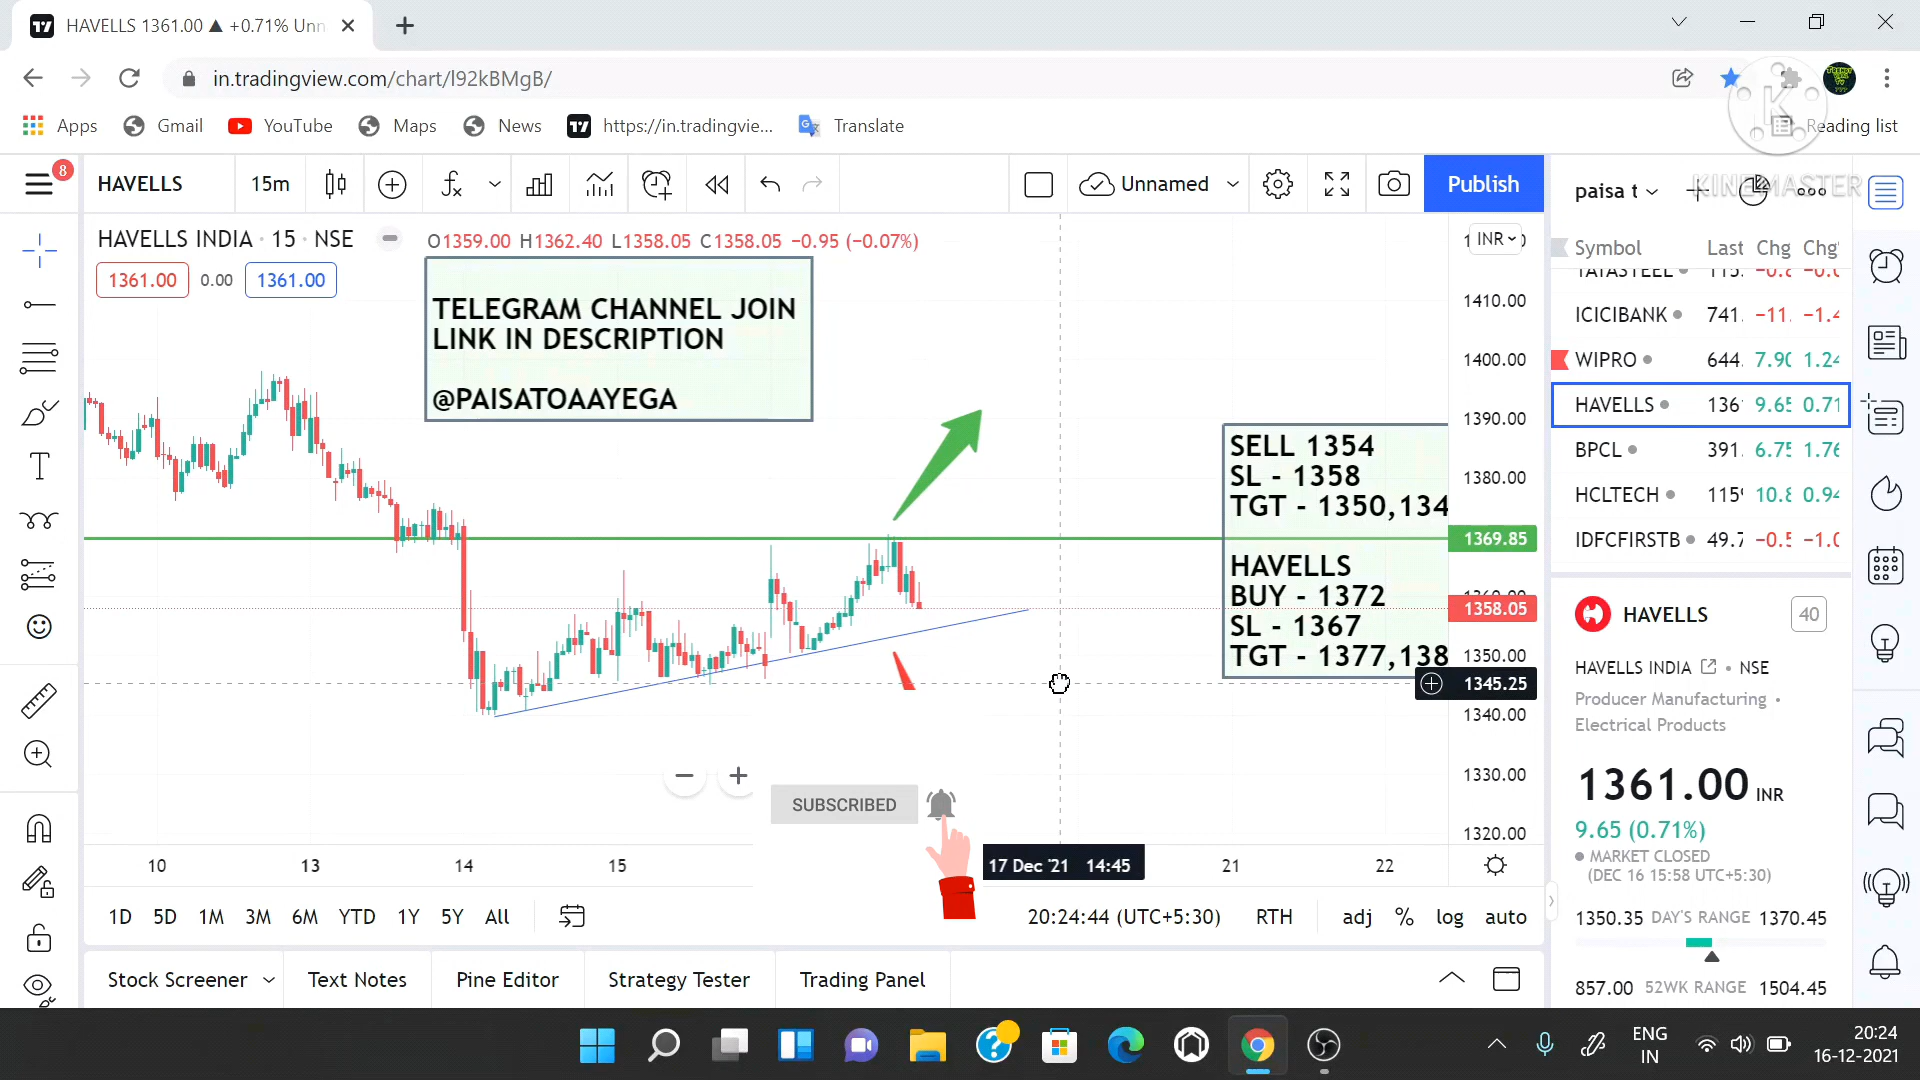 HAVELLS 1361.00 ▲ +0.71% Unn
in.tradingview.com/chart/l92kBMgB/
Apps Gmail YouTube Maps News https://in.tradingvie... Translate Reading list
KINEMASTER
8
HAVELLS 15m Unnamed Publish
paisa t
HAVELLS INDIA · 15 · NSE O1359.00 H1362.40 L1358.05 C1358.05 −0.95 (−0.07%)
1361.00 0.00 1361.00
INR
TELEGRAM CHANNEL JOIN
LINK IN DESCRIPTION
@PAISATOAAYEGA
SELL 1354
SL - 1358
TGT - 1350,134
HAVELLS
BUY - 1372
SL - 1367
TGT - 1377,138
1410.00
1400.00
1390.00
1380.00
1369.85
1360.00
1358.05
1350.00
1345.25
1340.00
1330.00
1320.00
SUBSCRIBED
10 13 14 15 17 Dec '21 14:45 21 22
1D 5D 1M 3M 6M YTD 1Y 5Y All 20:24:44 (UTC+5:30) RTH adj % log auto
Stock Screener Text Notes Pine Editor Strategy Tester Trading Panel
Symbol Last Chg Chg
TATASTEEL
ICICIBANK 741. −11. −1.4
WIPRO 644. 7.90 1.24
HAVELLS 136 9.65 0.71
BPCL 391. 6.75 1.76
HCLTECH 115 10.8 0.94
IDFCFIRSTB 49.7 −0.5 −1.0
HAVELLS 40
HAVELLS INDIA • NSE
Producer Manufacturing •
Electrical Products
1361.00 INR
9.65 (0.71%)
MARKET CLOSED
(DEC 16 15:58 UTC+5:30)
1350.35 DAY'S RANGE 1370.45
857.00 52WK RANGE 1504.45
ENG
IN
20:24
16-12-2021